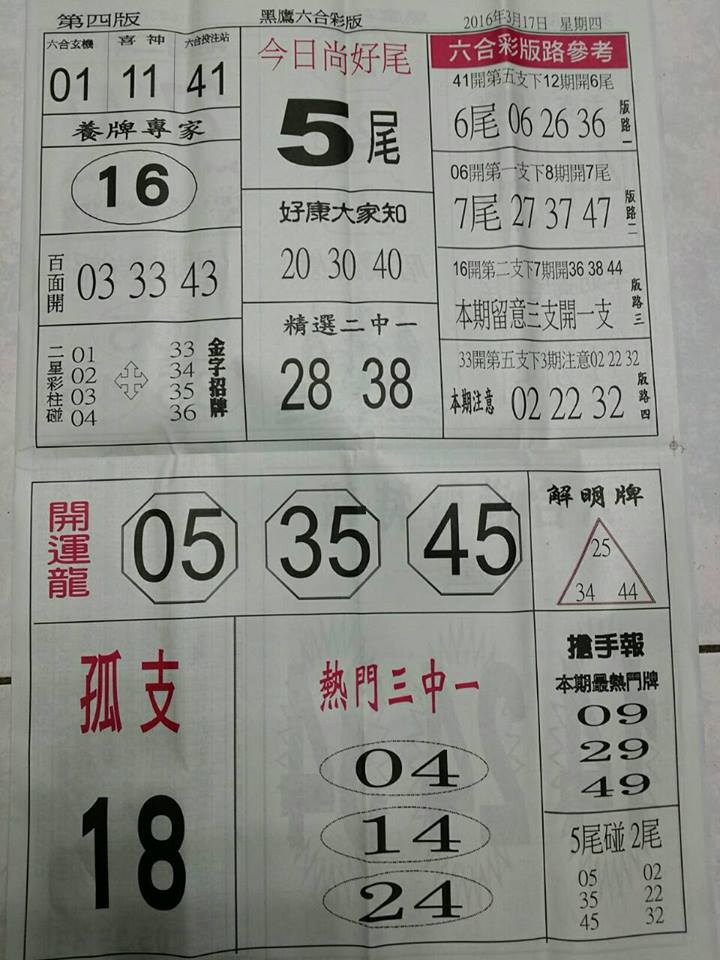 第四版 黑鷹六合彩版 2016年3月17日 星期四
六合玄機 喜神 六合投注站
01 11 41
養牌專家
16
百面開 03 33 43
二星彩柱碰
01
02
03
04
33
34
35
36
金字招牌
今日尚好尾
5尾
好康大家知
20 30 40
精選二中一
28 38
六合彩版路參考
41開第五支下12期開6尾
6尾 06 26 36 版路一
06開第一支下8期開7尾
7尾 27 37 47 版路二
16開第二支下7期開36 38 44
本期留意三支開一支 版路三
33開第五支下3期注意02 22 32
本期注意 02 22 32 版路四
開運龍 05 35 45
解明牌
25
34 44
孤支
18
熱門三中一
04
14
24
搶手報
本期最熱門牌
09
29
49
5尾碰2尾
05 02
35 22
45 32